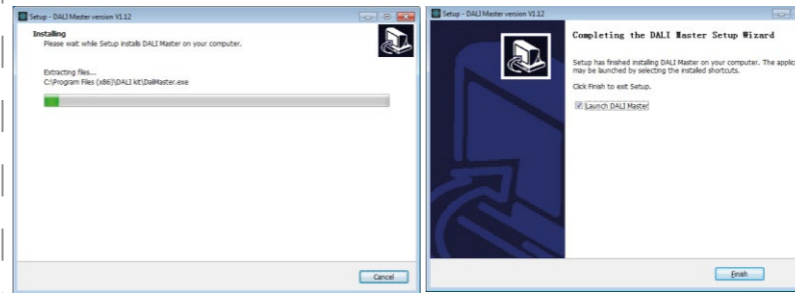 Setup - DALI Master version V1.12
Installing
Please wait while Setup installs DALI Master on your computer.
Extracting files...
C:\Program Files (x86)\DALI kit\DaliMaster.exe
Cancel
Setup - DALI Master version V1.12
Completing the DALI Master Setup Wizard
Setup has finished installing DALI Master on your computer. The applic
may be launched by selecting the installed shortcuts.
Click Finish to exit Setup.
Launch DALI Master
Finish